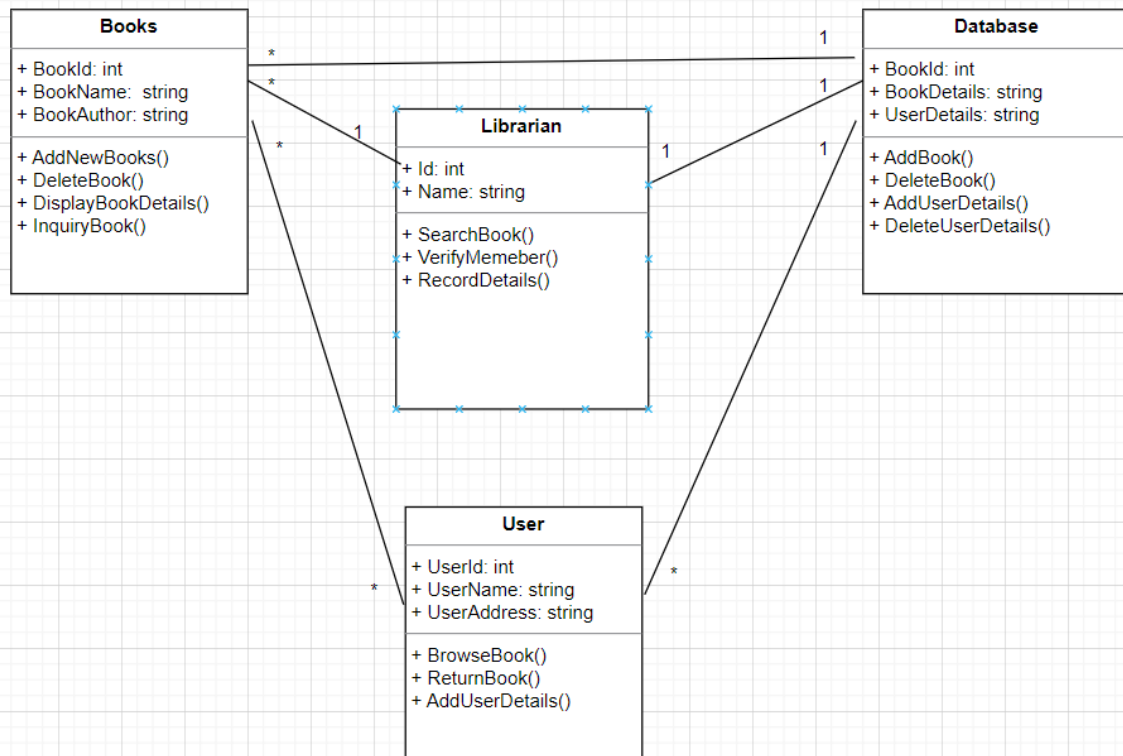 Books
+ BookId: int
+ BookName: string
+ BookAuthor: string
+ AddNewBooks()
+ DeleteBook()
+ DisplayBookDetails()
+ InquiryBook()
*
1
*
1
*
1
Librarian
+ Id: int
+ Name: string
+ SearchBook()
+ VerifyMemeber()
+ RecordDetails()
1
1
Database
+ BookId: int
+ BookDetails: string
+ UserDetails: string
+ AddBook()
+ DeleteBook()
+ AddUserDetails()
+ DeleteUserDetails()
*
*
User
+ UserId: int
+ UserName: string
+ UserAddress: string
+ BrowseBook()
+ ReturnBook()
+ AddUserDetails()